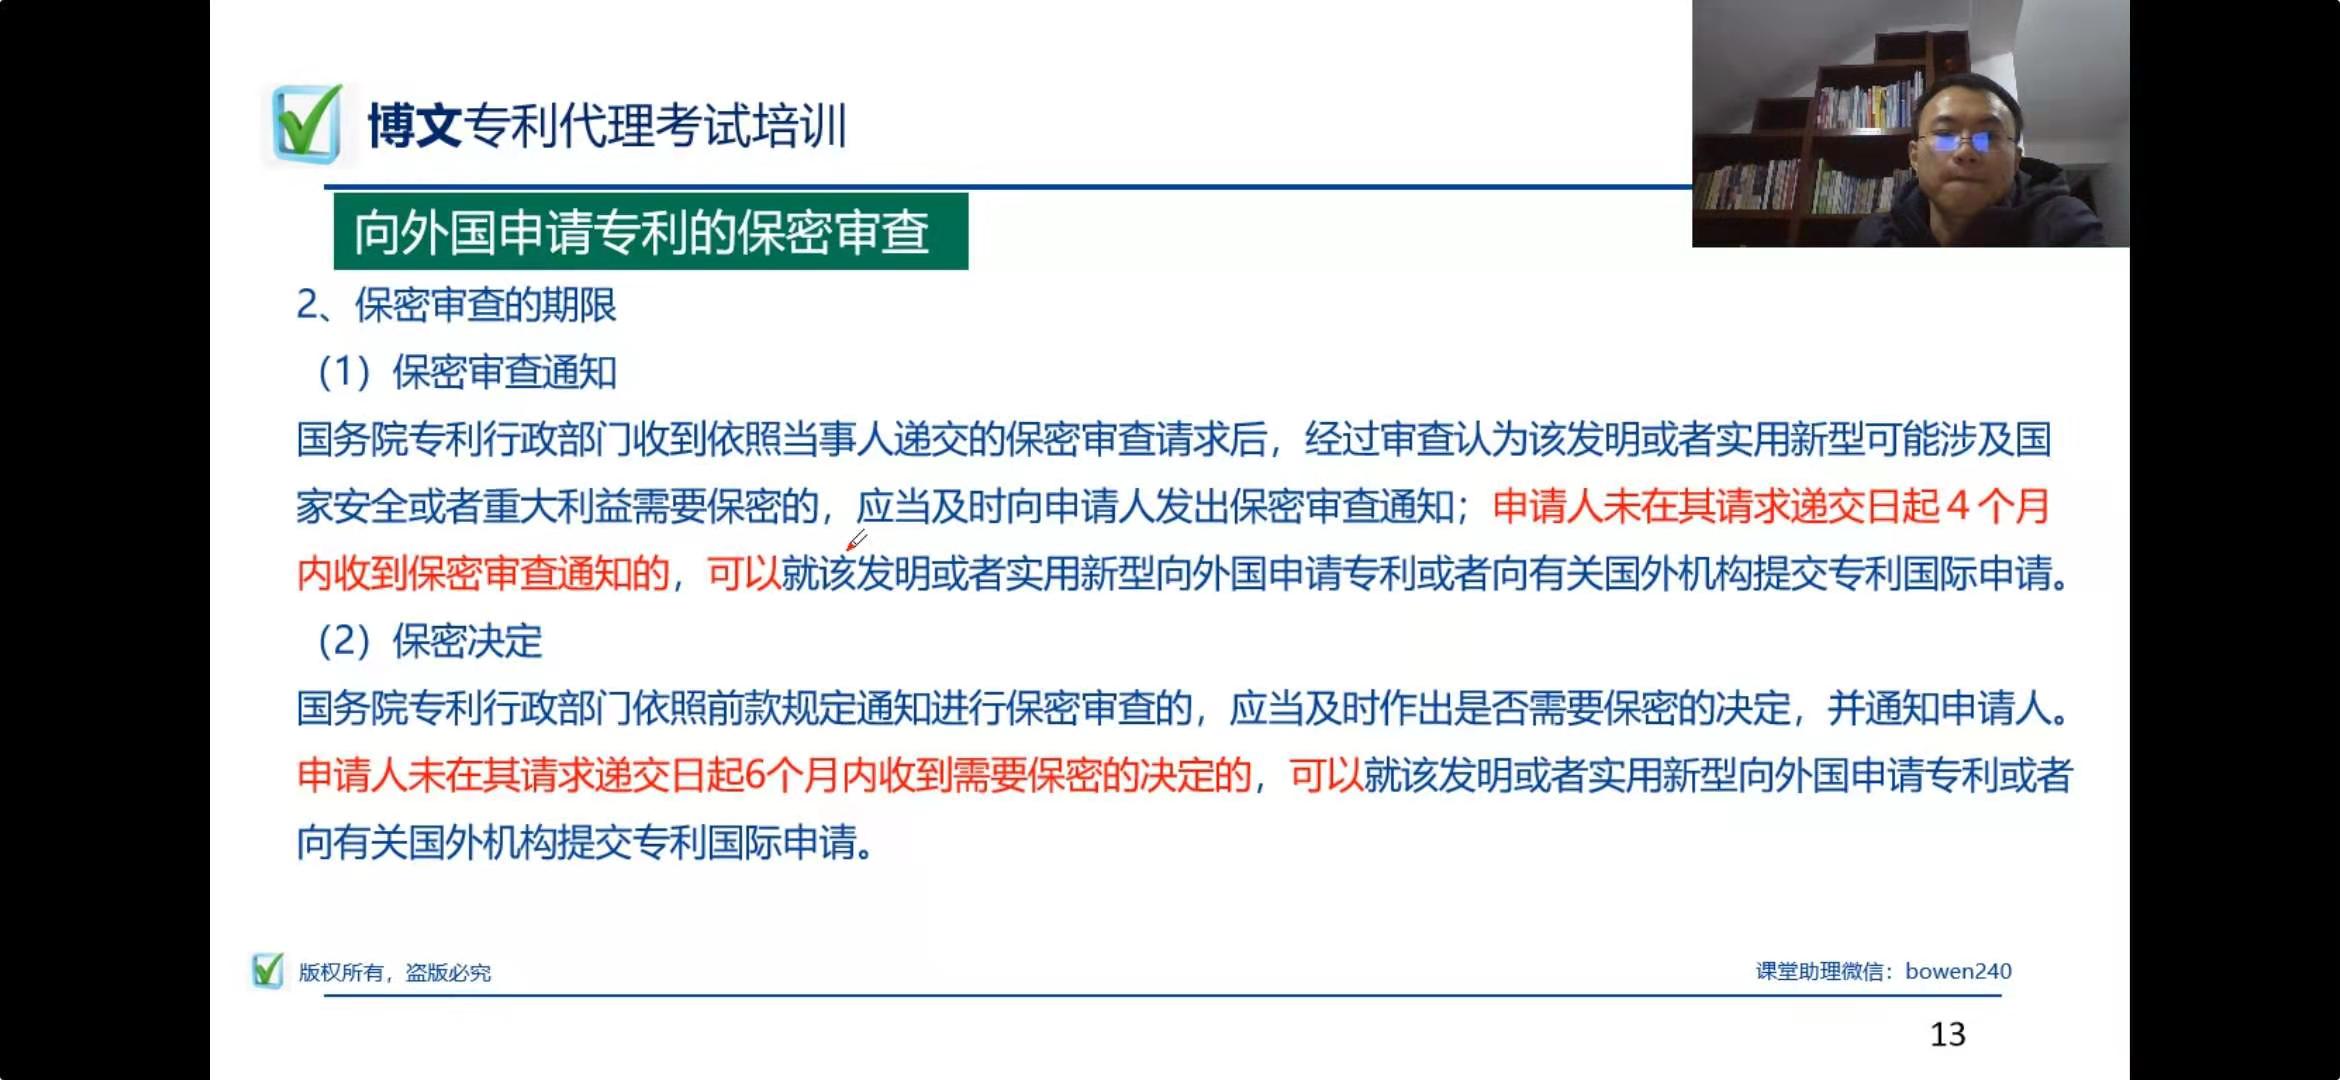 博文专利代理考试培训
向外国申请专利的保密审查
2、保密审查的期限
（1）保密审查通知
国务院专利行政部门收到依照当事人递交的保密审查请求后，经过审查认为该发明或者实用新型可能涉及国
家安全或者重大利益需要保密的，应当及时向申请人发出保密审查通知；申请人未在其请求递交日起４个月
内收到保密审查通知的，可以就该发明或者实用新型向外国申请专利或者向有关国外机构提交专利国际申请。
（2）保密决定
国务院专利行政部门依照前款规定通知进行保密审查的，应当及时作出是否需要保密的决定，并通知申请人。
申请人未在其请求递交日起6个月内收到需要保密的决定的，可以就该发明或者实用新型向外国申请专利或者
向有关国外机构提交专利国际申请。
版权所有，盗版必究
课堂助理微信：bowen240
13